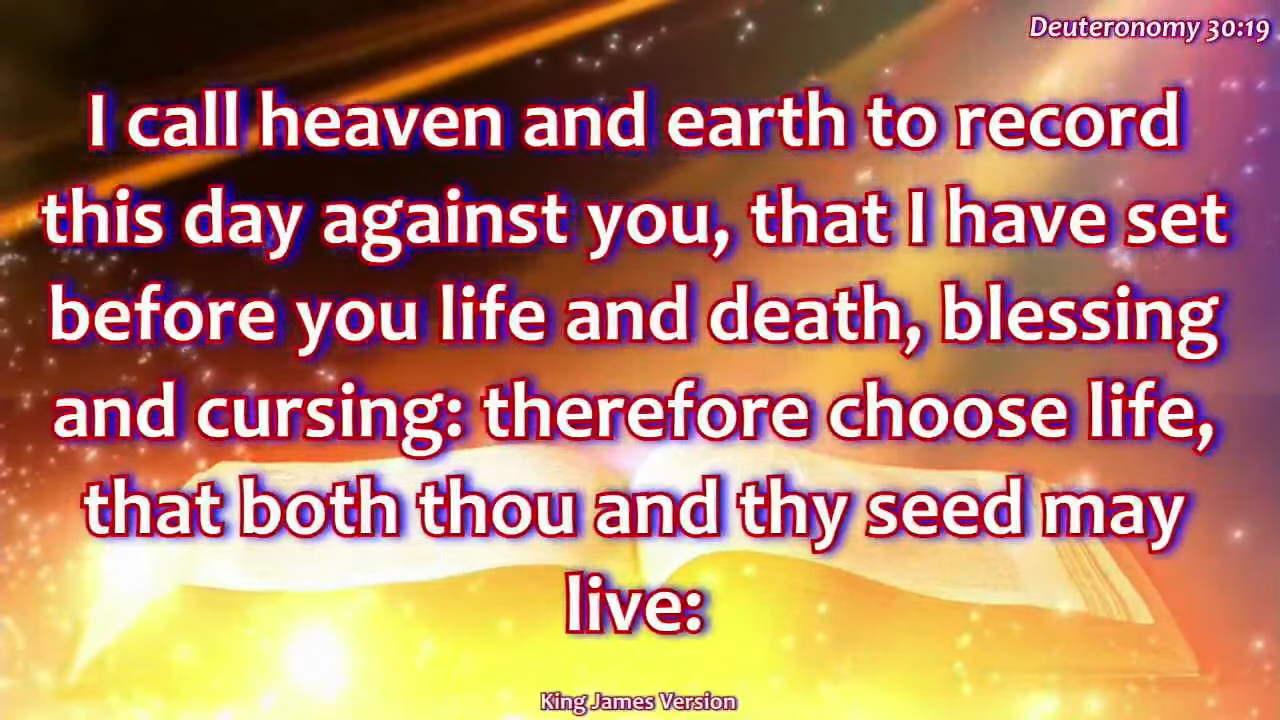 Deuteronomy 30:19
I call heaven and earth to record
this day against you, that I have set
before you life and death, blessing
and cursing: therefore choose life,
that both thou and thy seed may
live:
King James Version